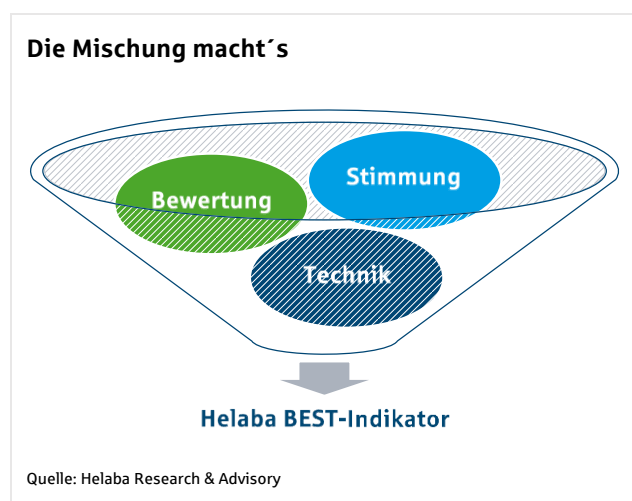 Die Mischung macht´s
Stimmung
Bewertung
Technik
Helaba BEST-Indikator
Quelle: Helaba Research & Advisory